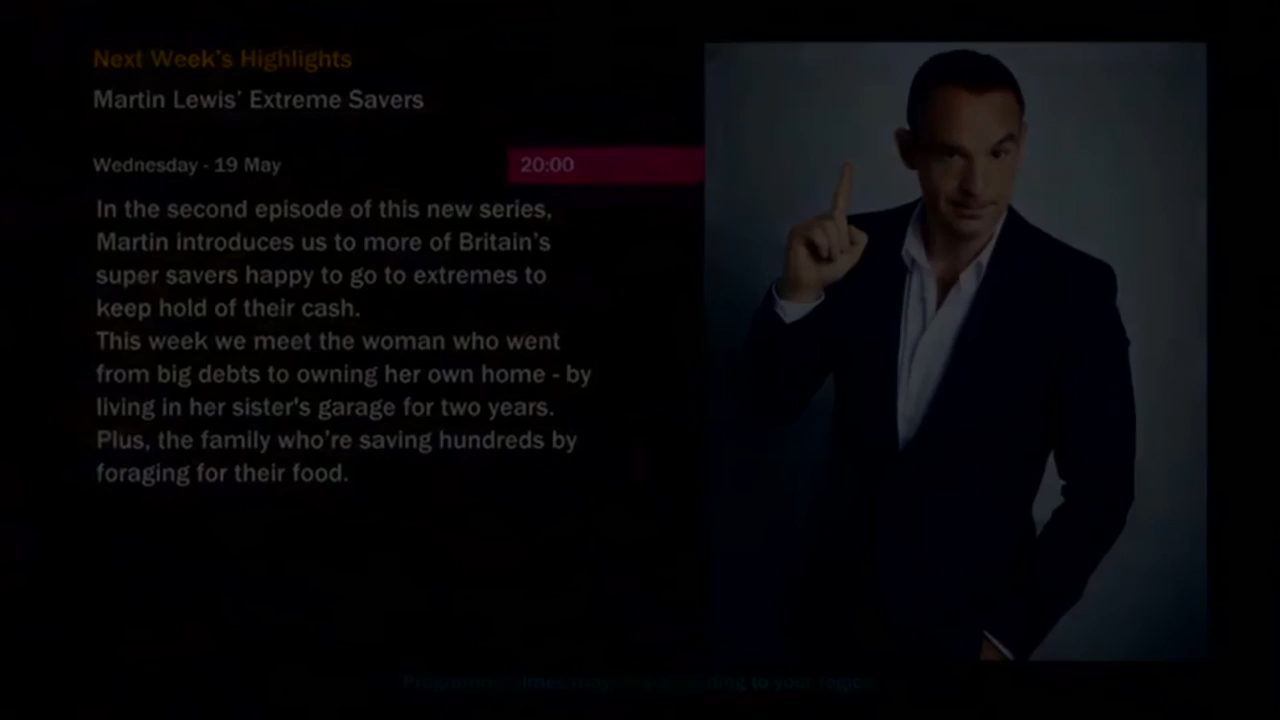 Next Week's Highlights
Martin Lewis' Extreme Savers
Wednesday - 19 May
20:00
In the second episode of this new series,
Martin introduces us to more of Britain's
super savers happy to go to extremes to
keep hold of their cash.
This week we meet the woman who went
from big debts to owning her own home - by
living in her sister's garage for two years.
Plus, the family who're saving hundreds by
foraging for their food.
to your region